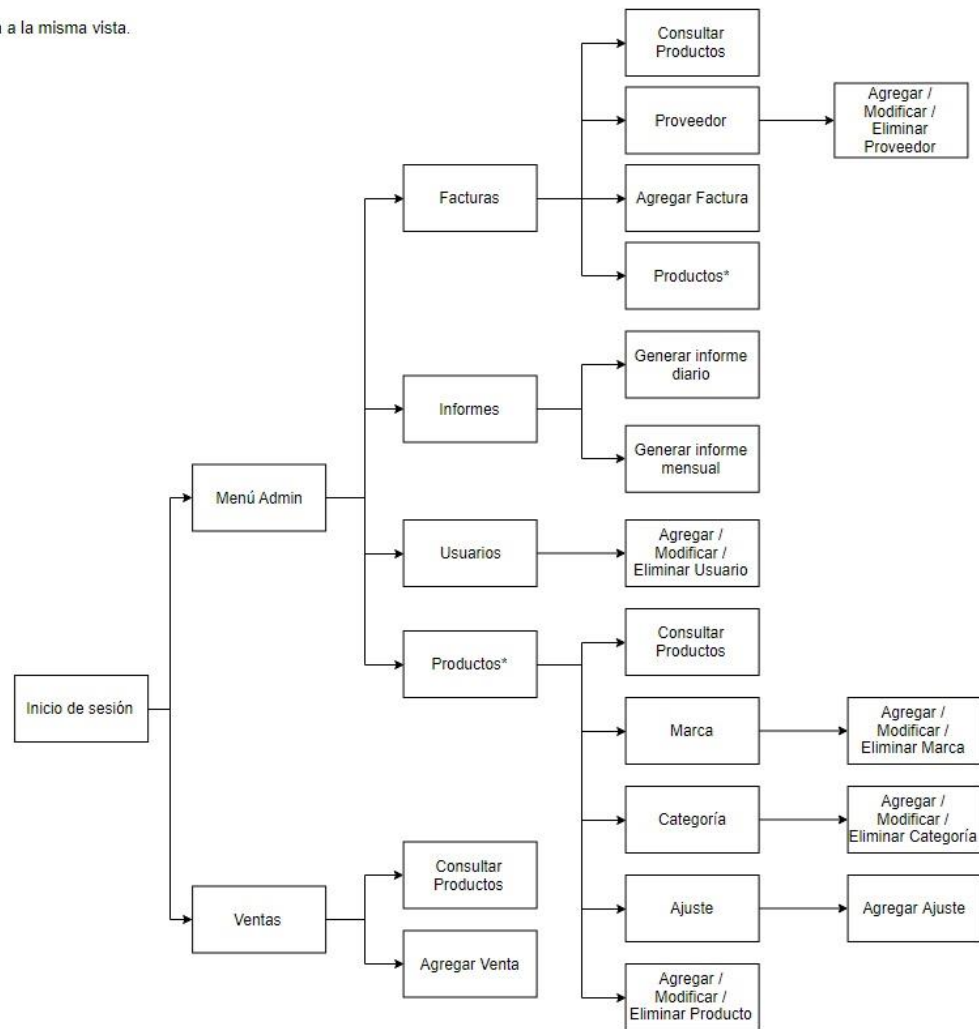 a la misma vista.
Consultar
Productos
Proveedor
Agregar /
Modificar /
Eliminar
Proveedor
Facturas
Agregar Factura
Productos*
Generar informe
diario
Informes
Generar informe
mensual
Menú Admin
Usuarios
Agregar /
Modificar /
Eliminar Usuario
Productos*
Consultar
Productos
Inicio de sesión
Marca
Agregar /
Modificar /
Eliminar Marca
Categoría
Agregar /
Modificar /
Eliminar Categoría
Ventas
Consultar
Productos
Agregar Venta
Ajuste
Agregar Ajuste
Agregar /
Modificar /
Eliminar Producto